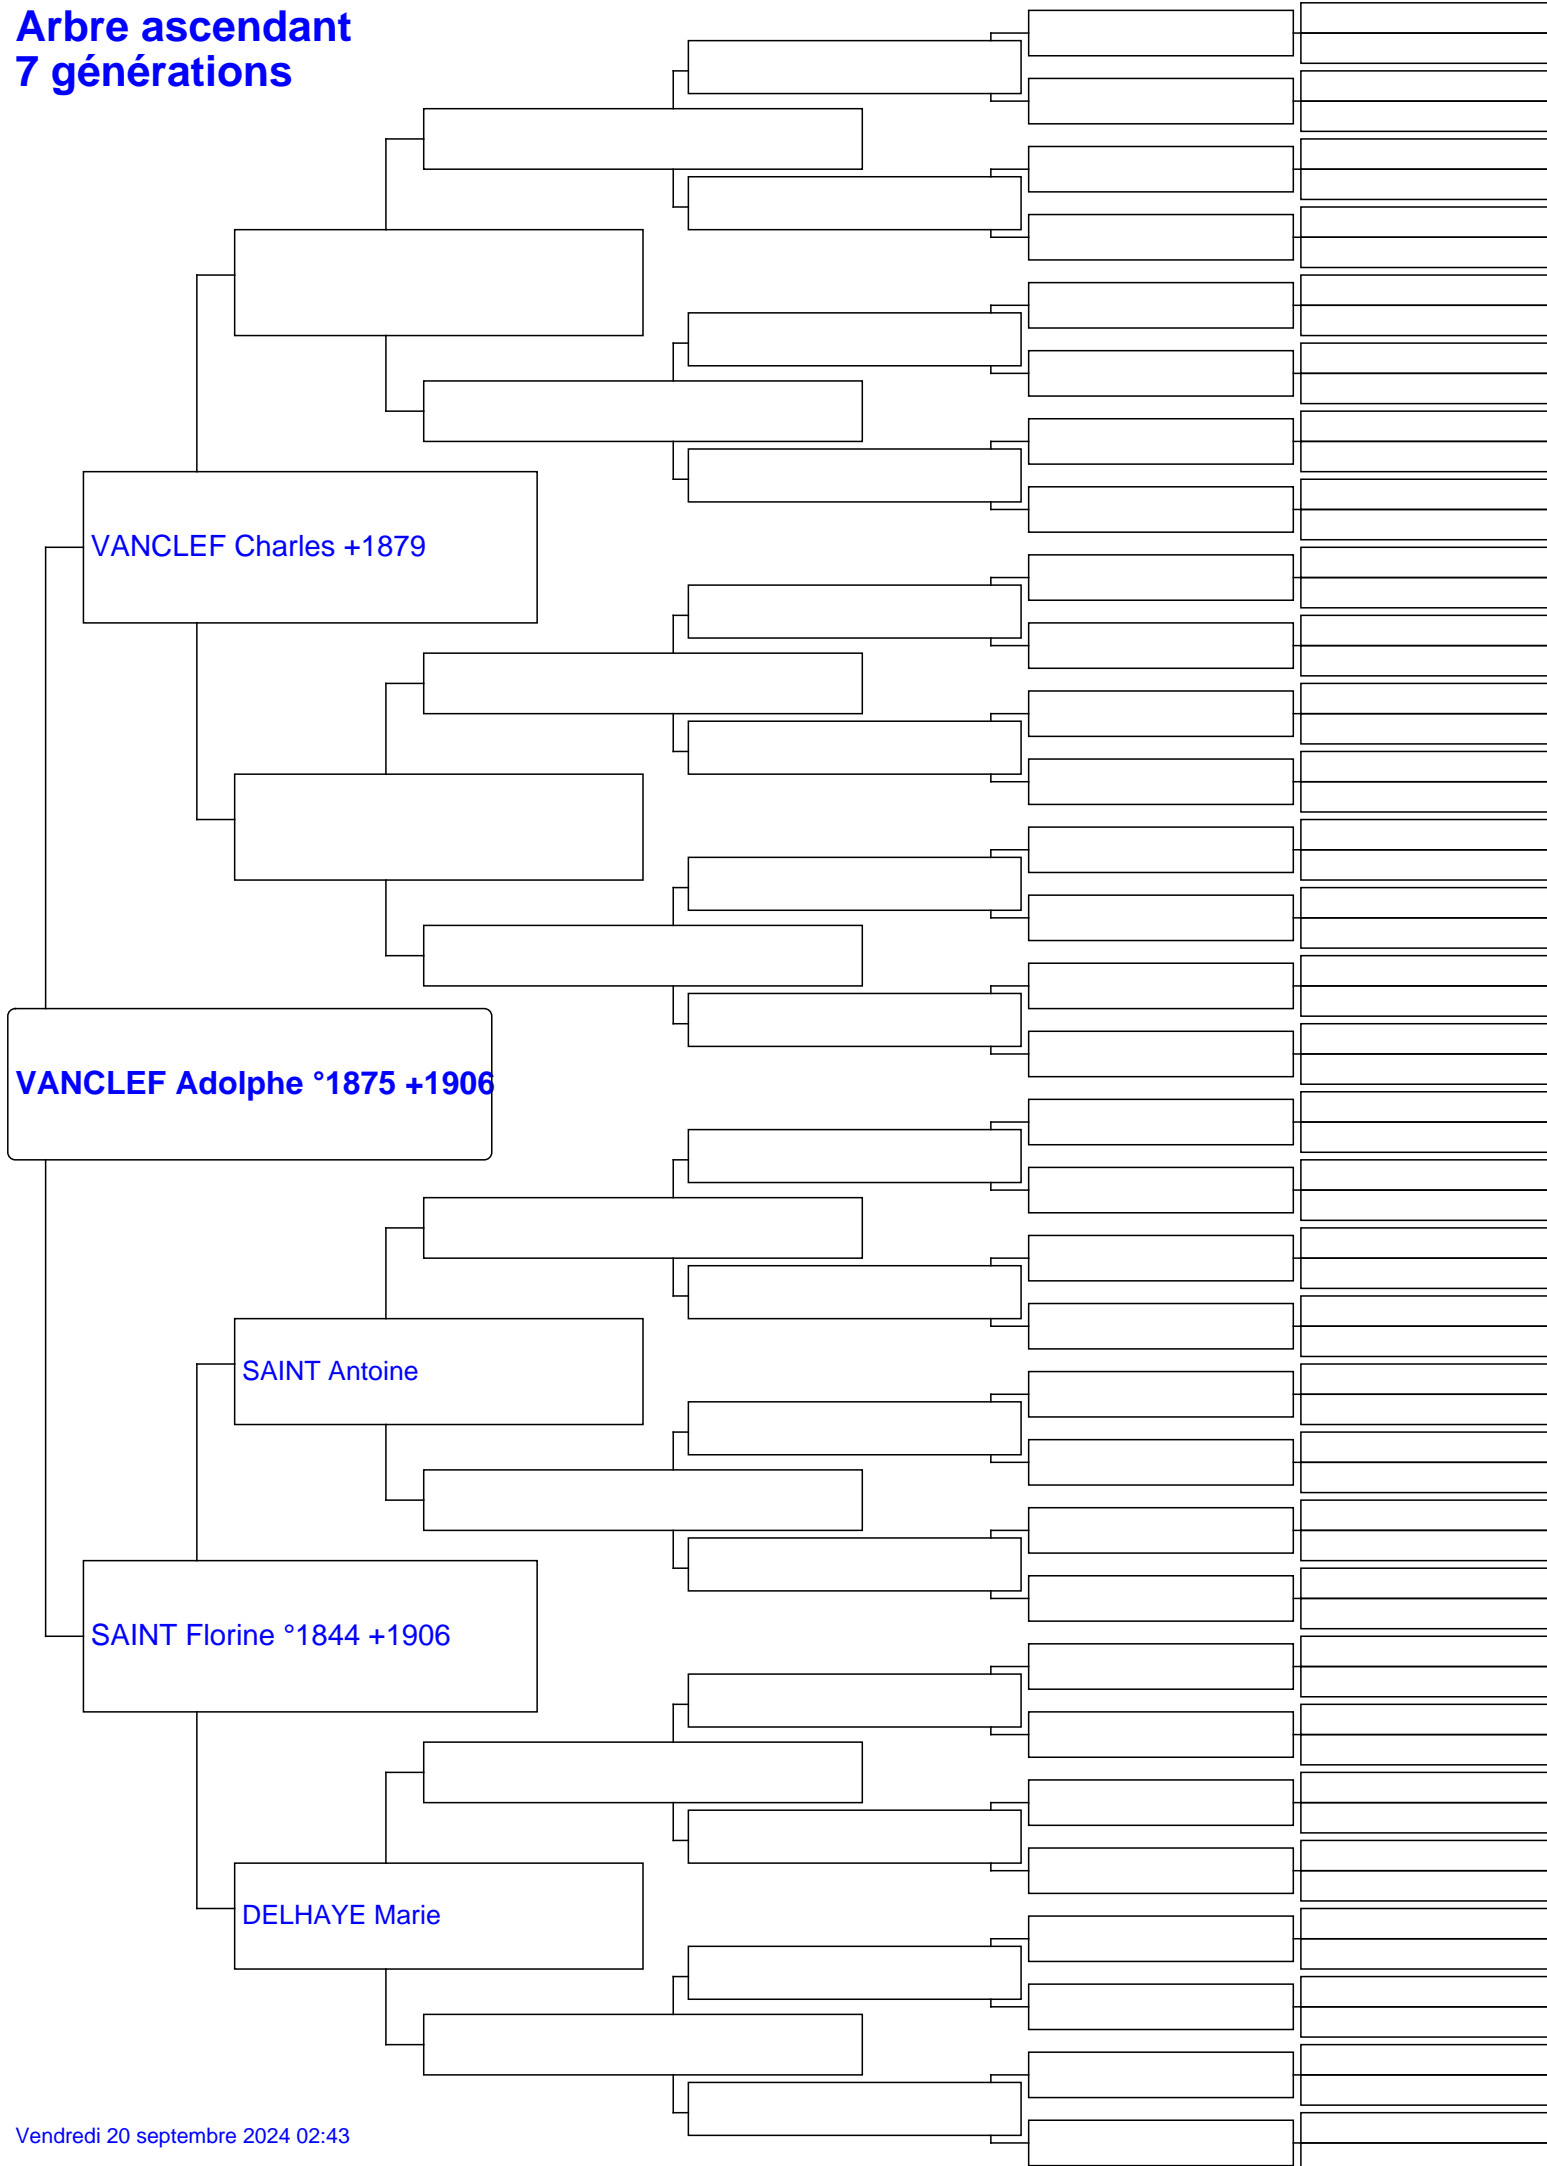 Arbre ascendant
7 générations
VANCLEF Charles +1879
VANCLEF Adolphe °1875 +1906
SAINT Antoine
SAINT Florine °1844 +1906
DELHAYE Marie
Vendredi 20 septembre 2024 02:43